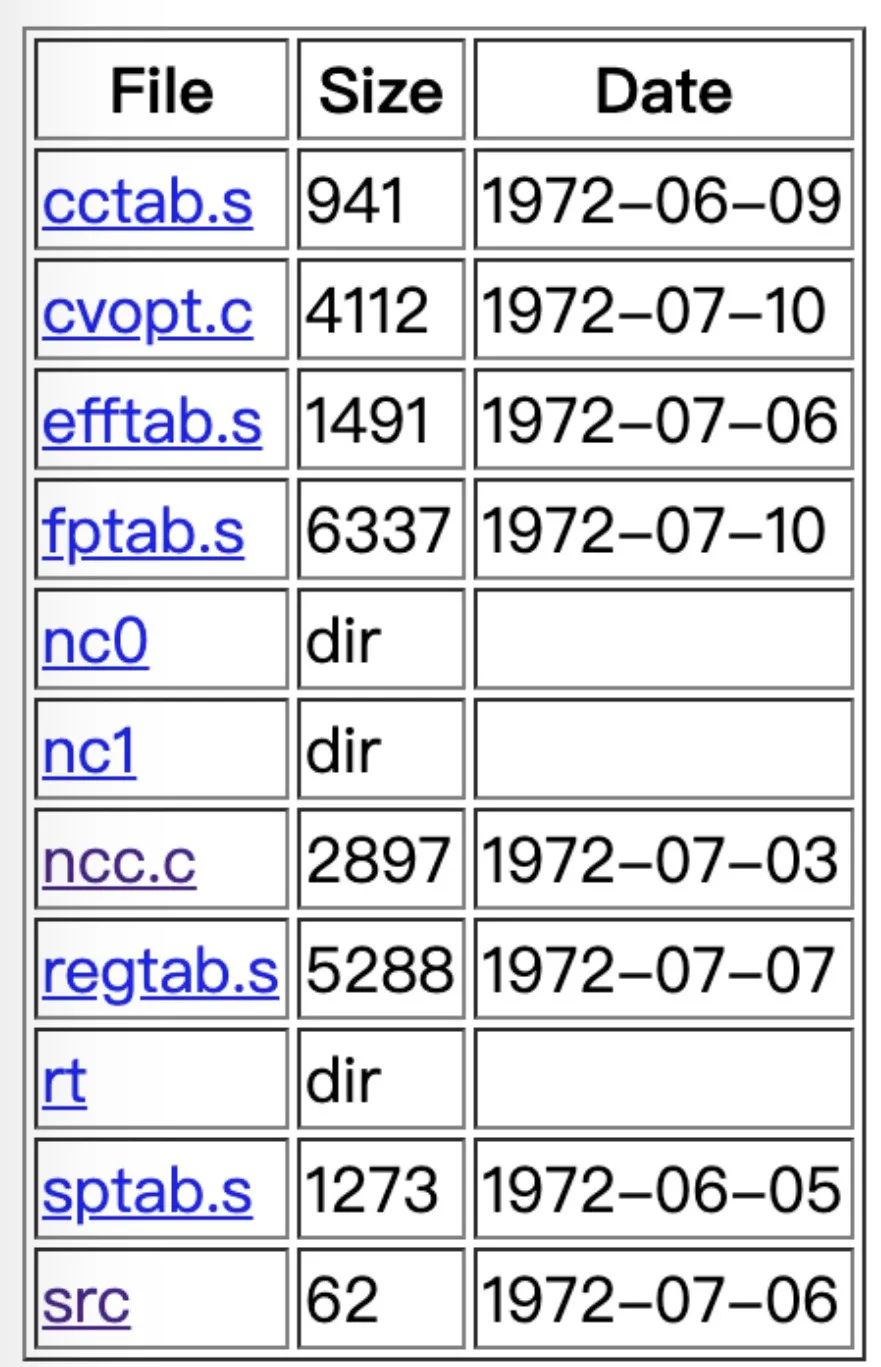 File Size Date
cctab.s 941 1972–06–09
cvopt.c 4112 1972–07–10
efftab.s 1491 1972–07–06
fptab.s 6337 1972–07–10
nc0 dir
nc1 dir
ncc.c 2897 1972–07–03
regtab.s 5288 1972–07–07
rt dir
sptab.s 1273 1972–06–05
src 62 1972–07–06